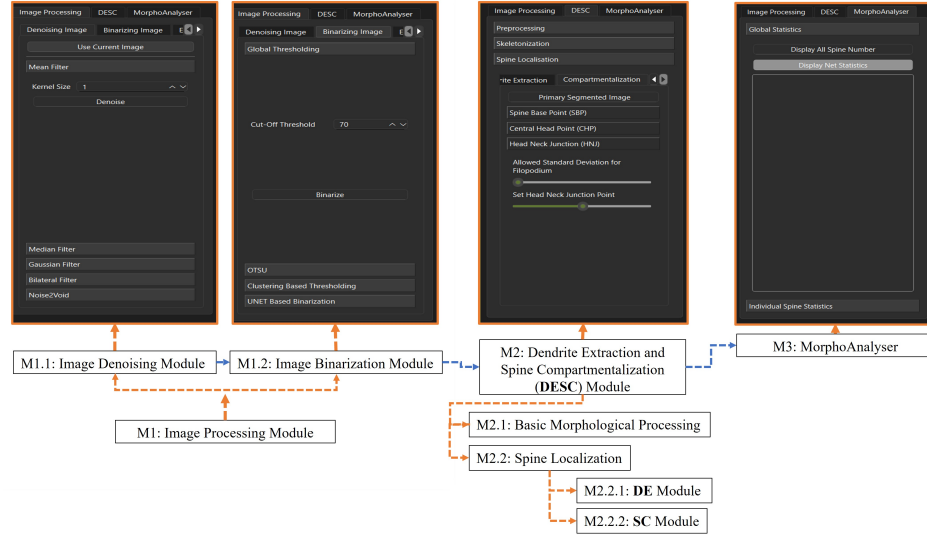 Image Processing DESC MorphoAnalyser
Denoising Image Binarizing Image
Use Current Image
Mean Filter
Kernel Size 1
Denoise
Median Filter
Gaussian Filter
Bilateral Filter
Noise2Void
Image Processing DESC MorphoAnalyser
Denoising Image Binarizing Image
Global Thresholding
Cut-Off Threshold 70
Binarize
OTSU
Clustering Based Thresholding
UNET Based Binarization
Image Processing DESC MorphoAnalyser
Preprocessing
Skeletonization
Spine Localisation
rite Extraction Compartmentalization
Primary Segmented Image
Spine Base Point (SBP)
Central Head Point (CHP)
Head Neck Junction (HNJ)
Allowed Standard Deviation for
Filopodium
Set Head Neck Junction Point
Image Processing DESC MorphoAnalyser
Global Statistics
Display All Spine Number
Display Net Statistics
Individual Spine Statistics
M1.1: Image Denoising Module
M1.2: Image Binarization Module
M2: Dendrite Extraction and
Spine Compartmentalization
(DESC) Module
M3: MorphoAnalyser
M1: Image Processing Module
M2.1: Basic Morphological Processing
M2.2: Spine Localization
M2.2.1: DE Module
M2.2.2: SC Module